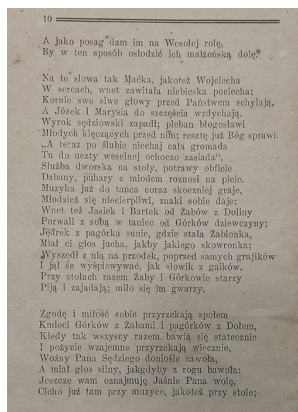 10
A jako posag dam im na Wesołej rolę,
By w ten sposób osłodzić ich małżeńską dolę.
Na te słowa tak Maćka, jakoteż Wojciecha
W sercach, wnet zawitała niebieska pociecha;
Kornie swe siwe głowy przed Państwem schylają,
A Józek i Marysia do szczęścia wzdychają.
Wyrok sędziowski zapadł; pleban błogosławi
Młodych klęczących przed nim; resztę już Bóg sprawi.
„A teraz po ślubie niechaj cała gromada
Tu do uczty weselnej ochoczo zasiada".
Służba dworska na stoły, potrawy obficie
Dzbany, puhary z miodem roznosi na picie.
Muzyka już do tańca coraz skoczniej graje,
Młodzież się niecierpliwi, znaki sobie daje:
Wnet też Jasiek i Bartek od Żabów z Doliny
Porwali z sobą w taniec od Górków dziewczyny:
Jędrek z pagórka sunie, gdzie stała Żabionka,
Miał ci głos jucha, jakby jakiego skowronka;
Wyszedł z nią na przodek, poprzed samych grajków
I jął śe wyśpiewywać, jak słowik z gaików.
Przy stołach razem Żaby i Górkowie starzy
Piją i zajadają; miło się im gwarzy.
Zgodę i miłość sobie przyrzekają społem
Kmieci Górków z Żabami i pagórków z Dołem,
Kiedy tak wszyscy razem bawią się statecznie
I pożycie wzajemne przyrzekają wiecznie,
Woźny Pana Sędziego doniośle zawoła,
A miał głos silny, jakgdyby z rogu bawoła:
Jeszcze wam oznajmuję Jaśnie Pana wolę,
Cicho już tam przy muzyce, jakoteż przy stole;